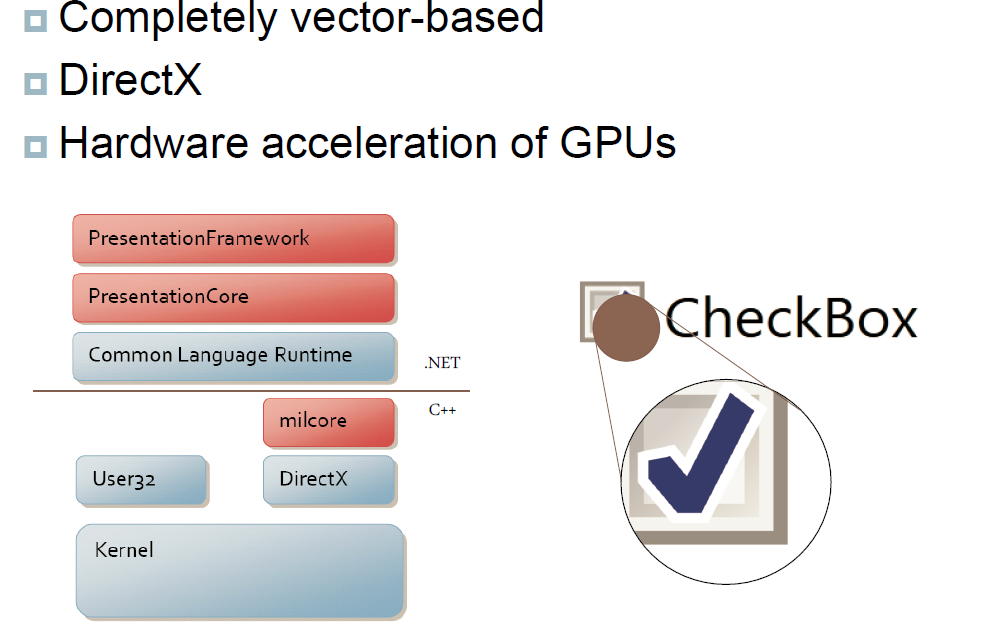 Completely vector-based
DirectX
Hardware acceleration of GPUs
PresentationFramework
PresentationCore
Common Language Runtime
.NET
C++
milcore
User32
DirectX
Kernel
CheckBox